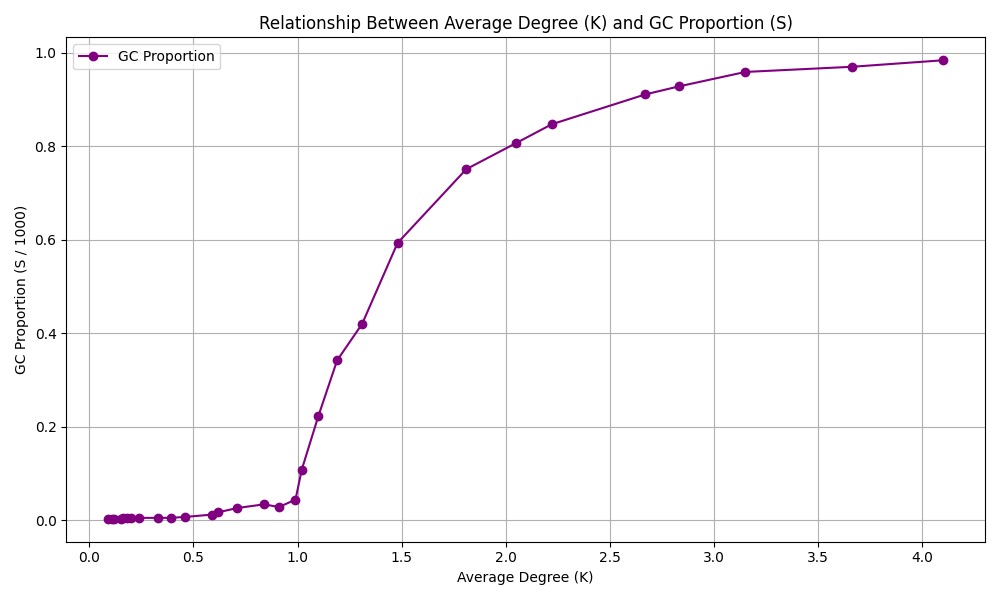 Relationship Between Average Degree (K) and GC Proportion (S)
GC Proportion
GC Proportion (S / 1000)
1.0
0.8
0.6
0.4
0.2
0.0
0.0 0.5 1.0 1.5 2.0 2.5 3.0 3.5 4.0
Average Degree (K)